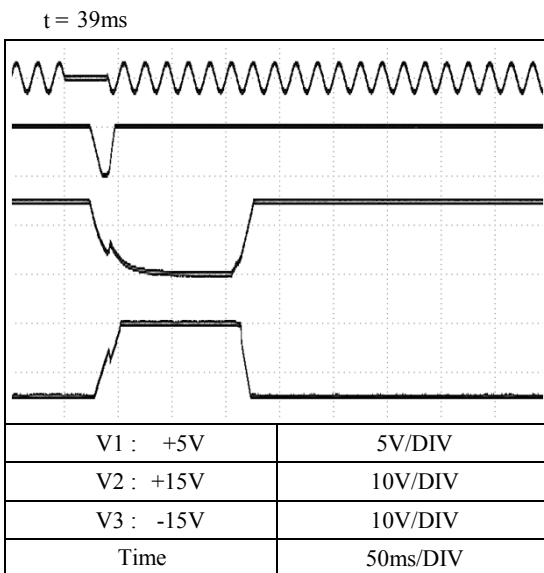 t = 39ms
V1 : +5V 5V/DIV
V2 : +15V 10V/DIV
V3 : -15V 10V/DIV
Time 50ms/DIV